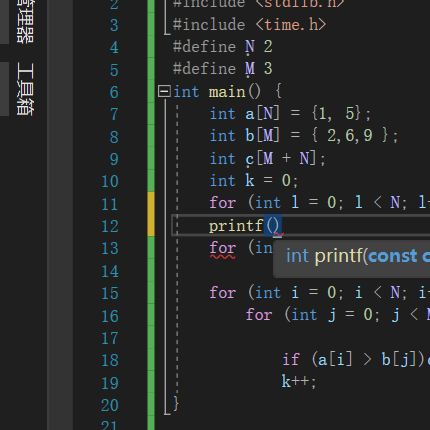 管理器
工具箱
2 #include <stdlib.h>
3 #include <time.h>
4 #define N 2
5 #define M 3
6 int main() {
7 int a[N] = {1, 5};
8 int b[M] = { 2,6,9 };
9 int c[M + N];
10 int k = 0;
11 for (int l = 0; l < N; l
12 printf()
13 for (in
int printf(const c
14
15 for (int i = 0; i < N; i
16 for (int j = 0; j < M
17
18 if (a[i] > b[j])
19 k++;
20 }
21